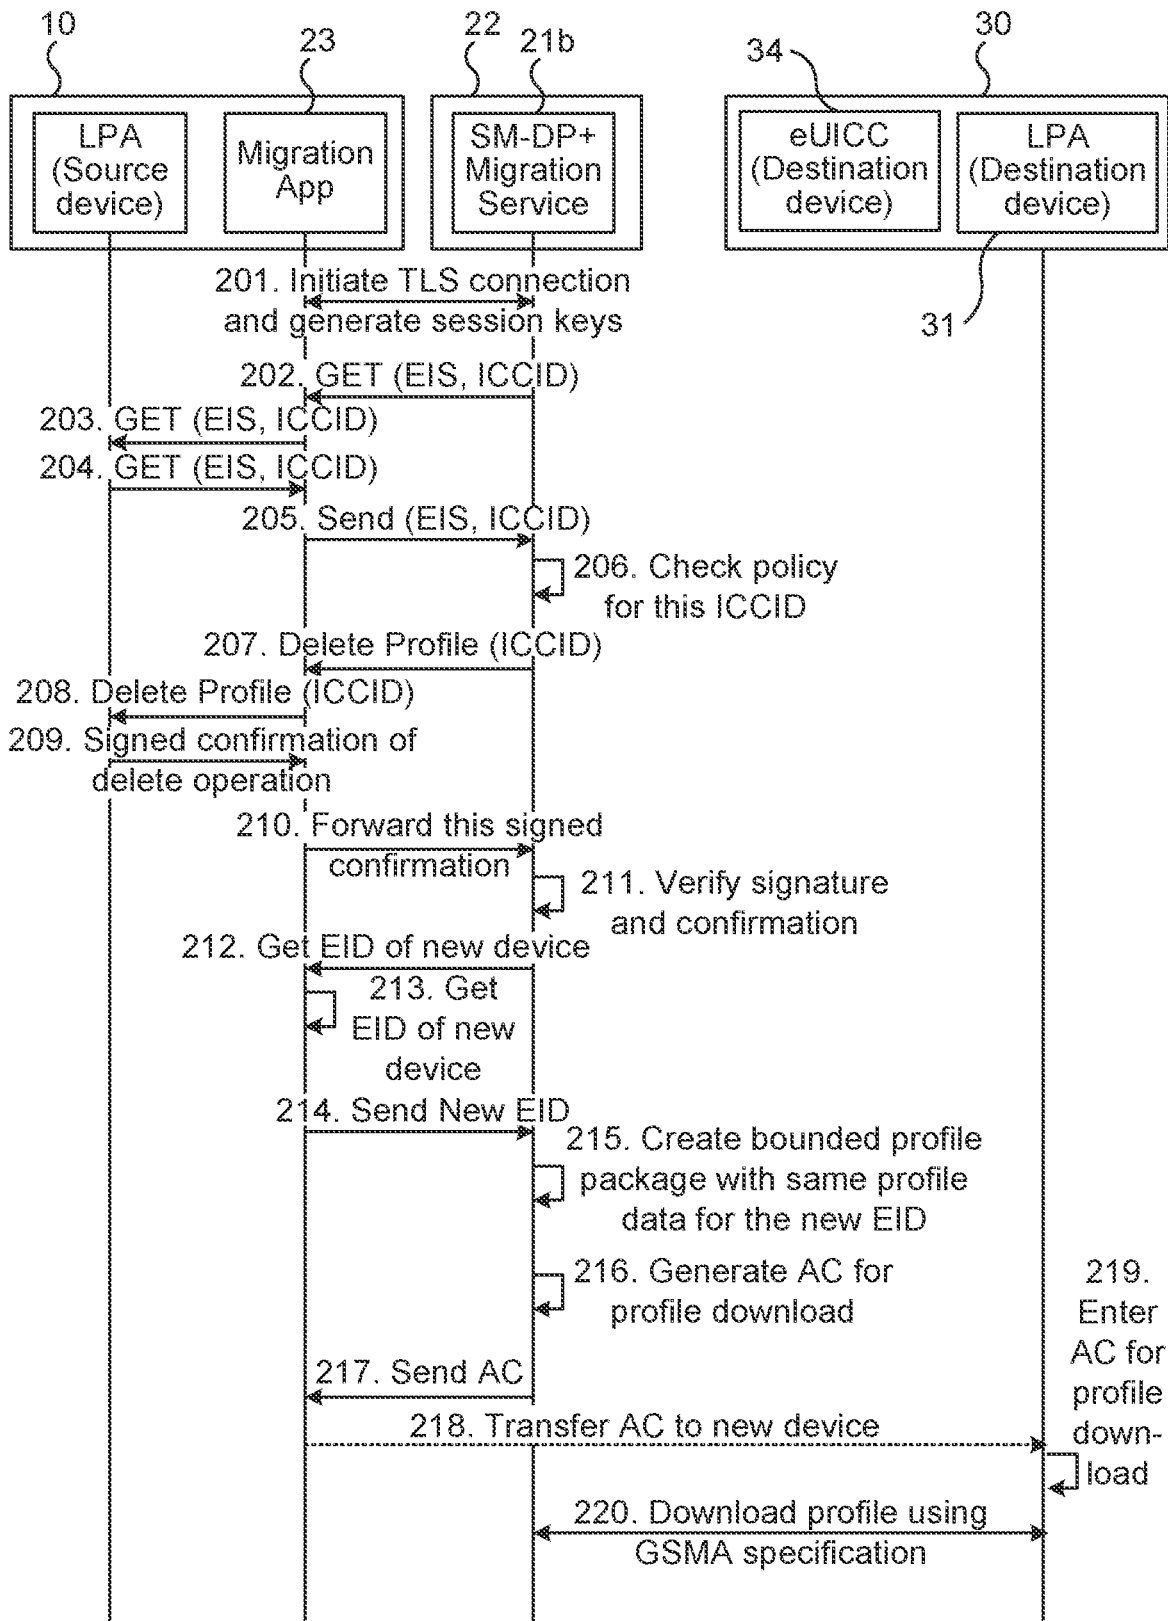 10
23
22
21b
34
30
LPA
(Source
device)
Migration
App
SM-DP+
Migration
Service
eUICC
(Destination
device)
LPA
(Destination
device)
31
201. Initiate TLS connection
and generate session keys
202. GET (EIS, ICCID)
203. GET (EIS, ICCID)
204. GET (EIS, ICCID)
205. Send (EIS, ICCID)
206. Check policy
for this ICCID
207. Delete Profile (ICCID)
208. Delete Profile (ICCID)
209. Signed confirmation of
delete operation
210. Forward this signed
confirmation
211. Verify signature
and confirmation
212. Get EID of new device
213. Get
EID of new
device
214. Send New EID
215. Create bounded profile
package with same profile
data for the new EID
216. Generate AC for
profile download
217. Send AC
218. Transfer AC to new device
219.
Enter
AC for
profile
down-
load
220. Download profile using
GSMA specification